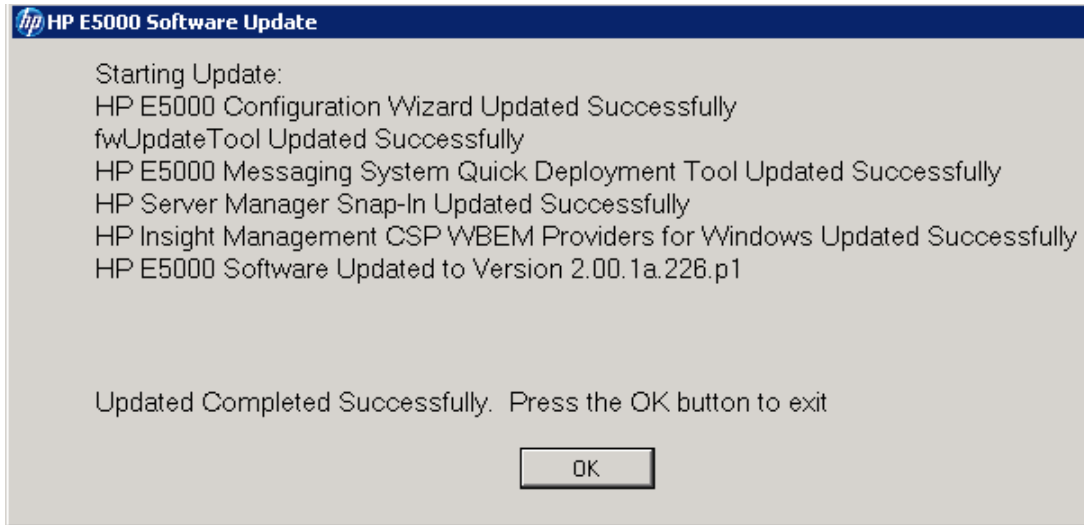 hp HP E5000 Software Update
Starting Update:
HP E5000 Configuration Wizard Updated Successfully
fwUpdateTool Updated Successfully
HP E5000 Messaging System Quick Deployment Tool Updated Successfully
HP Server Manager Snap-In Updated Successfully
HP Insight Management CSP WBEM Providers for Windows Updated Successfully
HP E5000 Software Updated to Version 2.00.1a.226.p1
Updated Completed Successfully.  Press the OK button to exit
OK